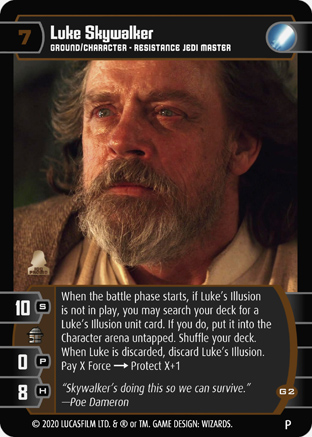 7
Luke Skywalker
GROUND/CHARACTER - RESISTANCE JEDI MASTER
10 S
When the battle phase starts, if Luke's Illusion
is not in play, you may search your deck for a
Luke's Illusion unit card. If you do, put it into the
Character arena untapped. Shuffle your deck.
When Luke is discarded, discard Luke's Illusion.
0 P
Pay X Force → Protect X+1
8 H
“Skywalker's doing this so we can survive.”
—Poe Dameron
G2
© 2020 LUCASFILM LTD. & ® or TM. GAME DESIGN: WIZARDS.
P